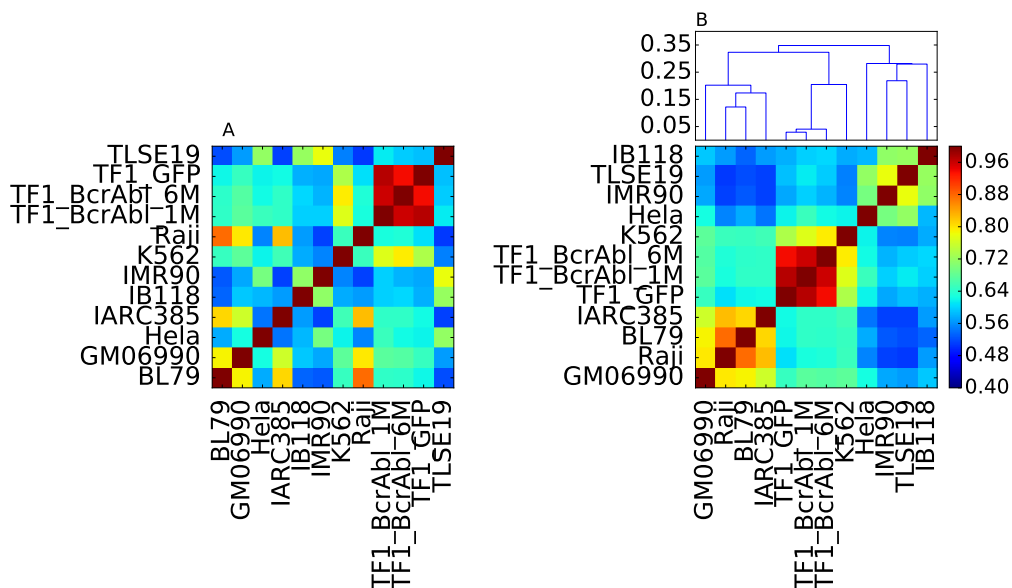 A
TLSE19
TF1_GFP
TF1_BcrAbl_6M
TF1_BcrAbl_1M
Raji
K562
IMR90
IB118
IARC385
Hela
GM06990
BL79
BL79
GM06990
Hela
IARC385
IB118
IMR90
K562
Raji
TF1_BcrAbl_1M
TF1_BcrAbl_6M
TF1_GFP
TLSE19
B
0.35
0.25
0.15
0.05
IB118
TLSE19
IMR90
Hela
K562
TF1_BcrAbl_6M
TF1_BcrAbl_1M
TF1_GFP
IARC385
BL79
Raji
GM06990
GM06990
Raji
BL79
IARC385
TF1_GFP
TF1_BcrAbl_1M
TF1_BcrAbl_6M
K562
Hela
IMR90
TLSE19
IB118
0.96
0.88
0.80
0.72
0.64
0.56
0.48
0.40